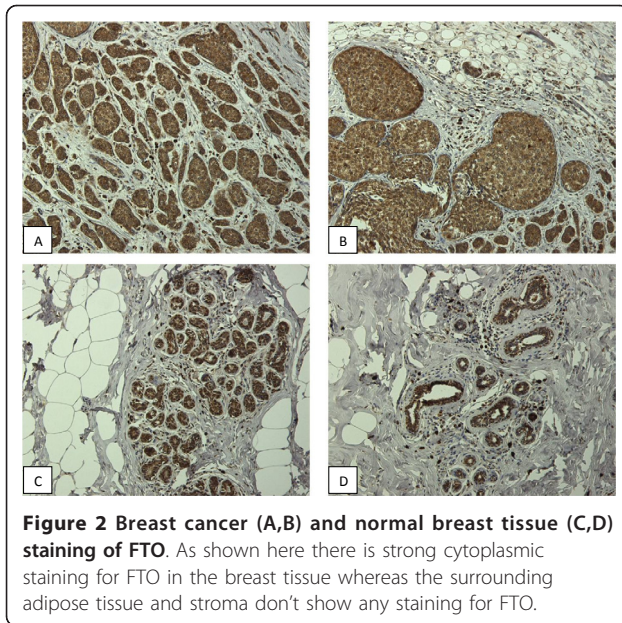 A
B
C
D
Figure 2 Breast cancer (A,B) and normal breast tissue (C,D)
staining of FTO. As shown here there is strong cytoplasmic
staining for FTO in the breast tissue whereas the surrounding
adipose tissue and stroma don't show any staining for FTO.